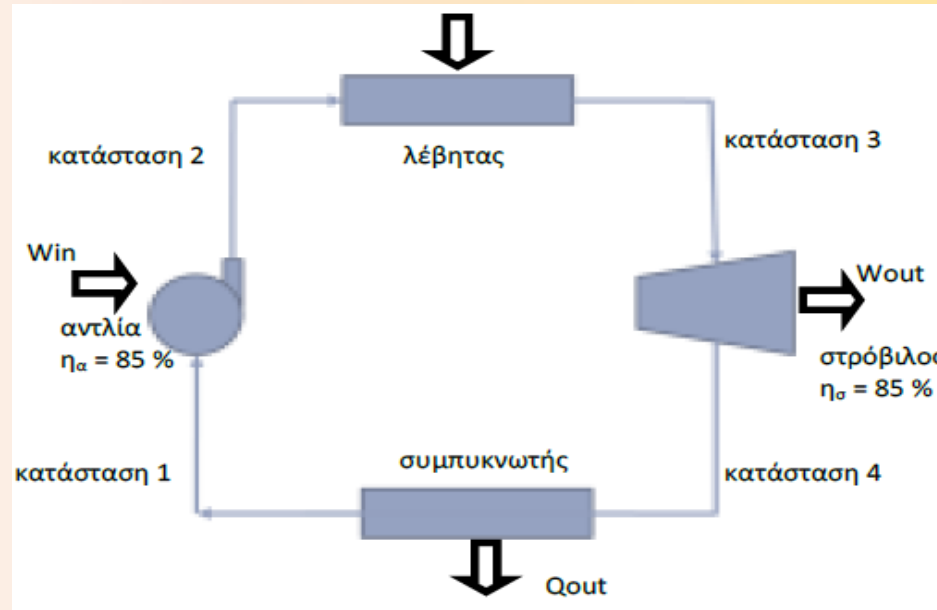 κατάσταση 2
λέβητας
κατάσταση 3
Win
αντλία
ηα = 85 %
Wout
στρόβιλος
ησ = 85 %
κατάσταση 1
συμπυκνωτής
κατάσταση 4
Qout